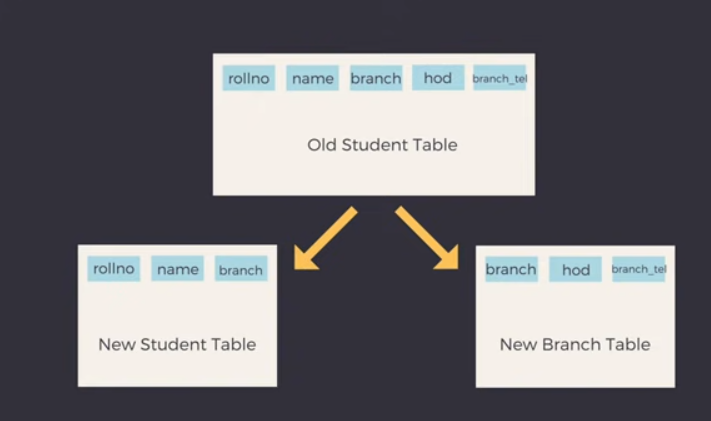 rollno name branch hod branch_tel
Old Student Table
rollno name branch
New Student Table
branch hod branch_tel
New Branch Table